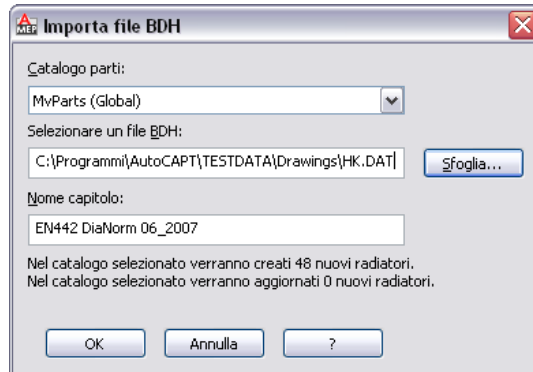 MEP Importa file BDH
Catalogo parti:
MvParts (Global)
Selezionare un file BDH:
C:\Programmi\AutoCAPT\TESTDATA\Drawings\HK.DAT
Sfoglia...
Nome capitolo:
EN442 DiaNorm 06_2007
Nel catalogo selezionato verranno creati 48 nuovi radiatori.
Nel catalogo selezionato verranno aggiornati 0 nuovi radiatori.
OK Annulla ?